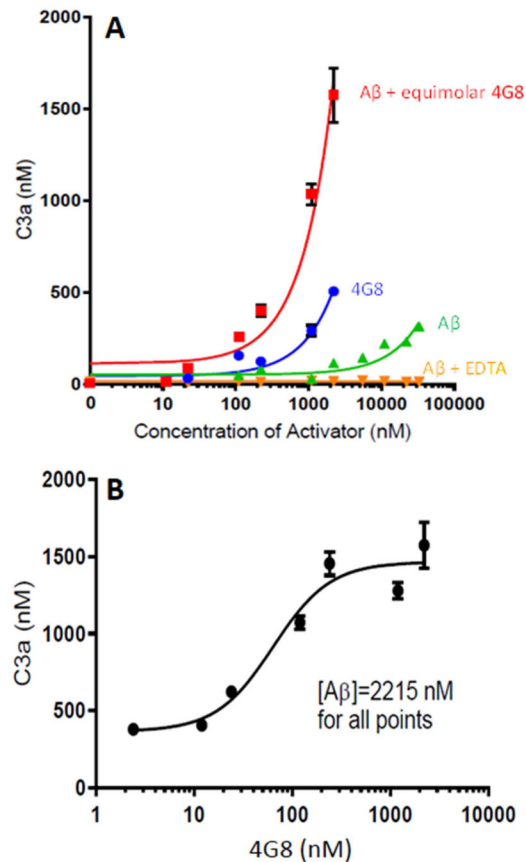 A
2000
1500
1000
500
0
C3a (nM)
Aβ + equimolar 4G8
4G8
Aβ
Aβ + EDTA
0 10 100 1000 10000 100000
Concentration of Activator (nM)
B
2000
1500
1000
500
0
C3a (nM)
[Aβ]=2215 nM
for all points
1 10 100 1000 10000
4G8 (nM)